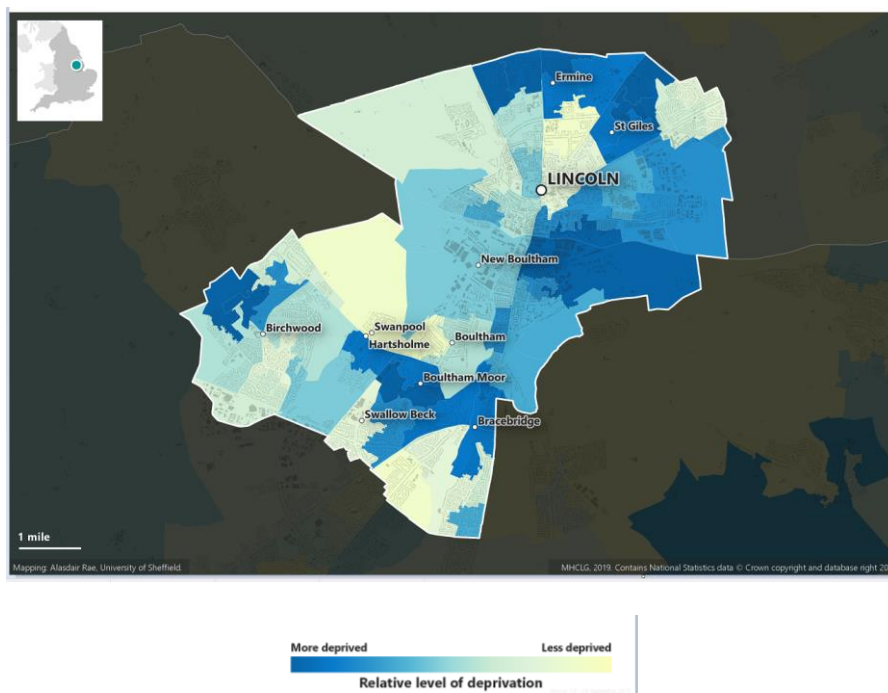 Ermine
St Giles
LINCOLN
New Boultham
Birchwood
Swanpool
Hartsholme
Boultham
Boultham Moor
Swallow Beck
Bracebridge
1 mile
Mapping: Alasdair Rae, University of Sheffield.
MHCLG, 2019. Contains National Statistics data © Crown copyright and database right 20
More deprived
Less deprived
Relative level of deprivation